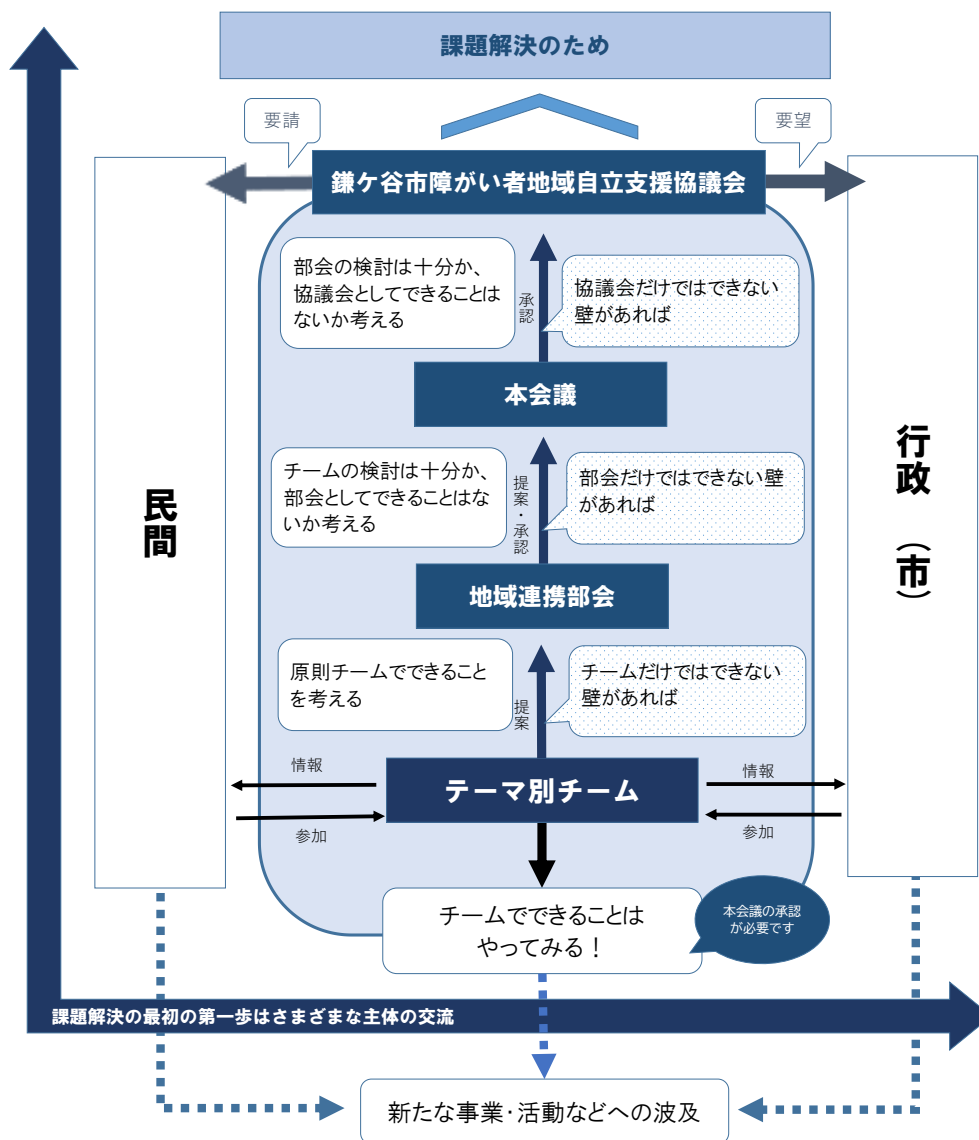 課題解決のため
要請
要望
鎌ケ谷市障がい者地域自立支援協議会
部会の検討は十分か、
協議会としてできることは
ないか考える
承認
協議会だけではできない
壁があれば
本会議
チームの検討は十分か、
部会としてできることはな
いか考える
提案・承認
部会だけではできない壁
があれば
民間
行政（市）
地域連携部会
原則チームでできること
を考える
提案
チームだけではできない
壁があれば
情報
テーマ別チーム
情報
参加
参加
チームでできることは
やってみる！
本会議の承認
が必要です
課題解決の最初の第一歩はさまざまな主体の交流
新たな事業・活動などへの波及